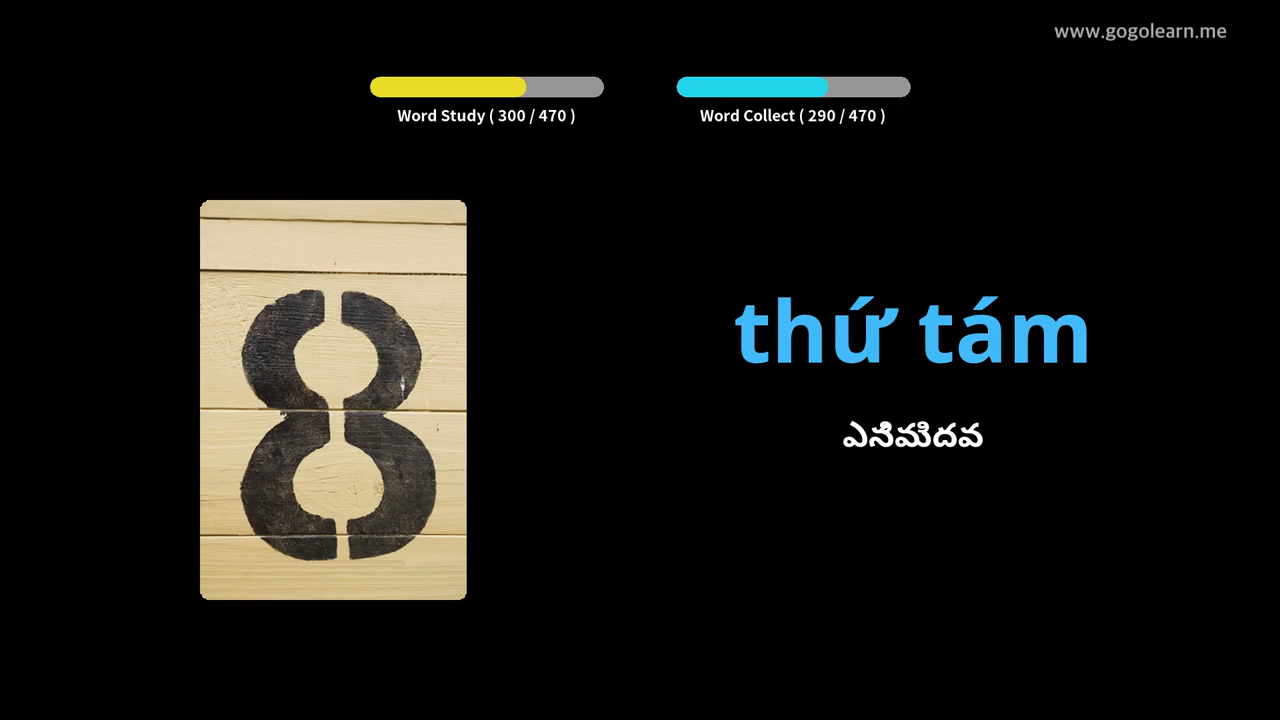 www.gogolearn.me
Word Study ( 300 / 470 )
Word Collect ( 290 / 470 )
8
thứ tám
ఎనిమిదవ